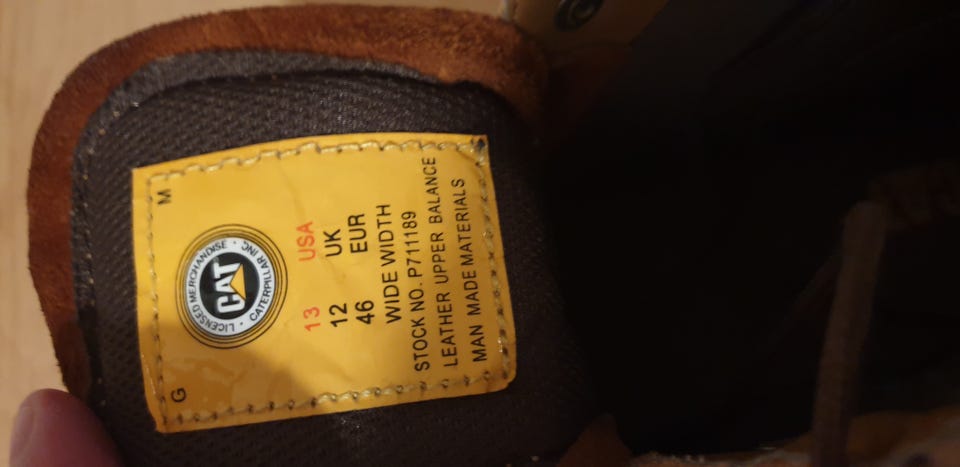 G M
LICENSED MERCHANDISE • CATERPILLAR INC. •
CAT
13 USA
12 UK
46 EUR
WIDE WIDTH
STOCK NO. P711189
LEATHER UPPER BALANCE
MAN MADE MATERIALS